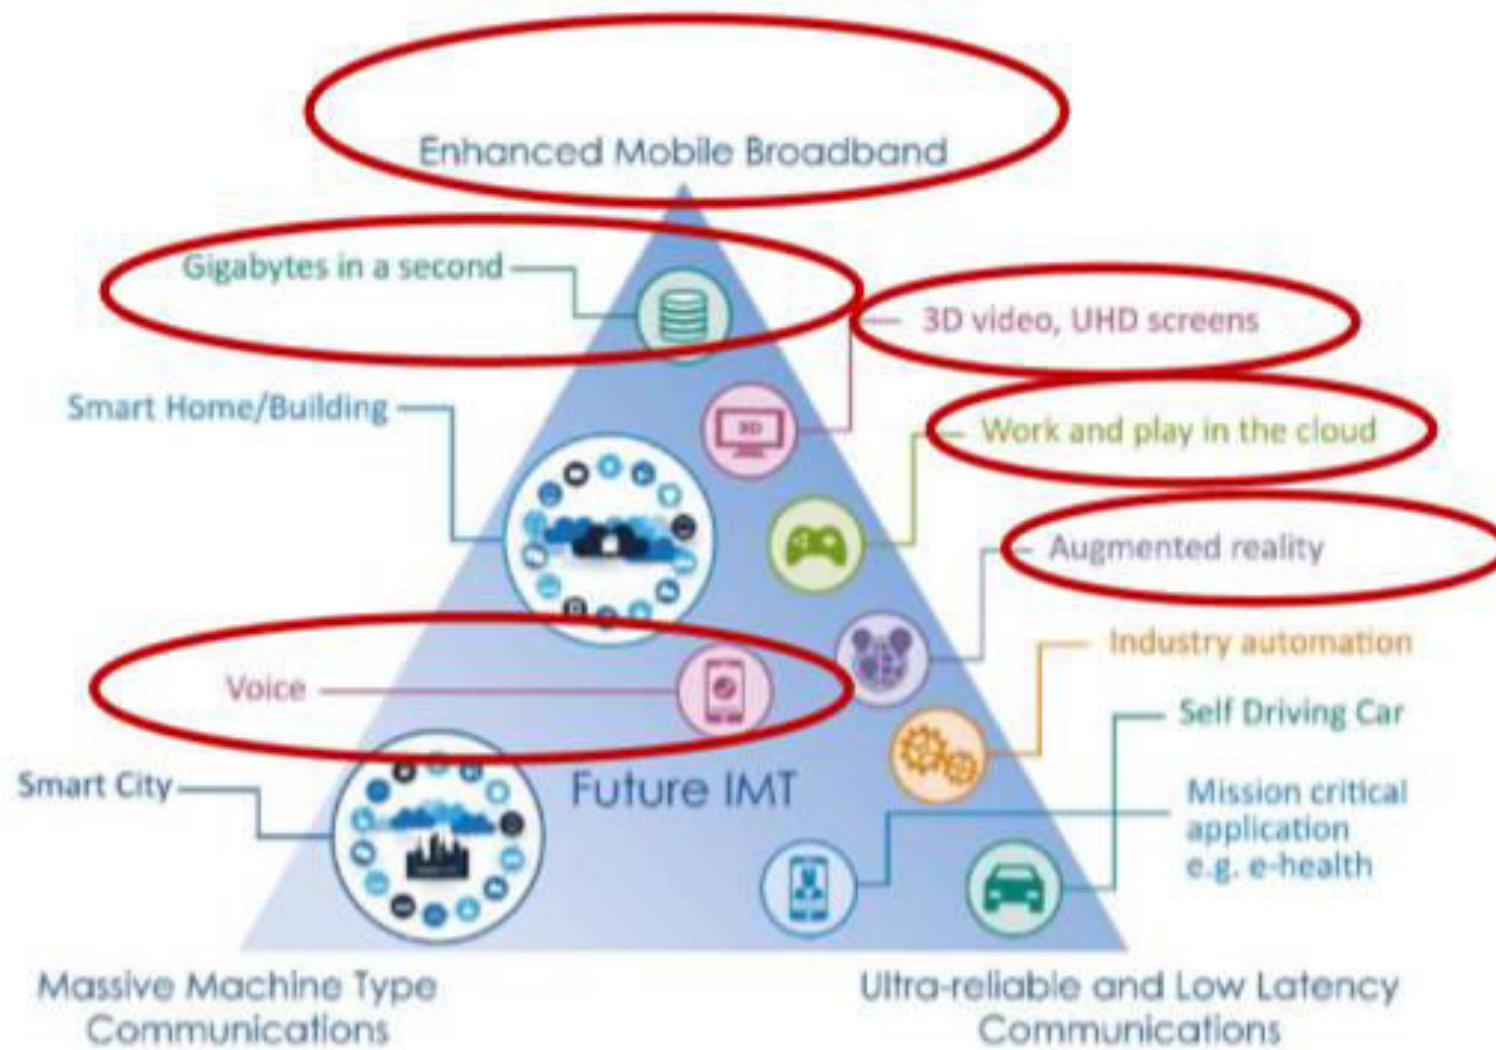 Enhanced Mobile Broadband
Gigabytes in a second
3D video, UHD screens
Smart Home/Building
3D
Work and play in the cloud
Augmented reality
Industry automation
Voice
Self Driving Car
Smart City
Future IMT
Mission critical
application
e.g. e-health
Massive Machine Type
Communications
Ultra-reliable and Low Latency
Communications